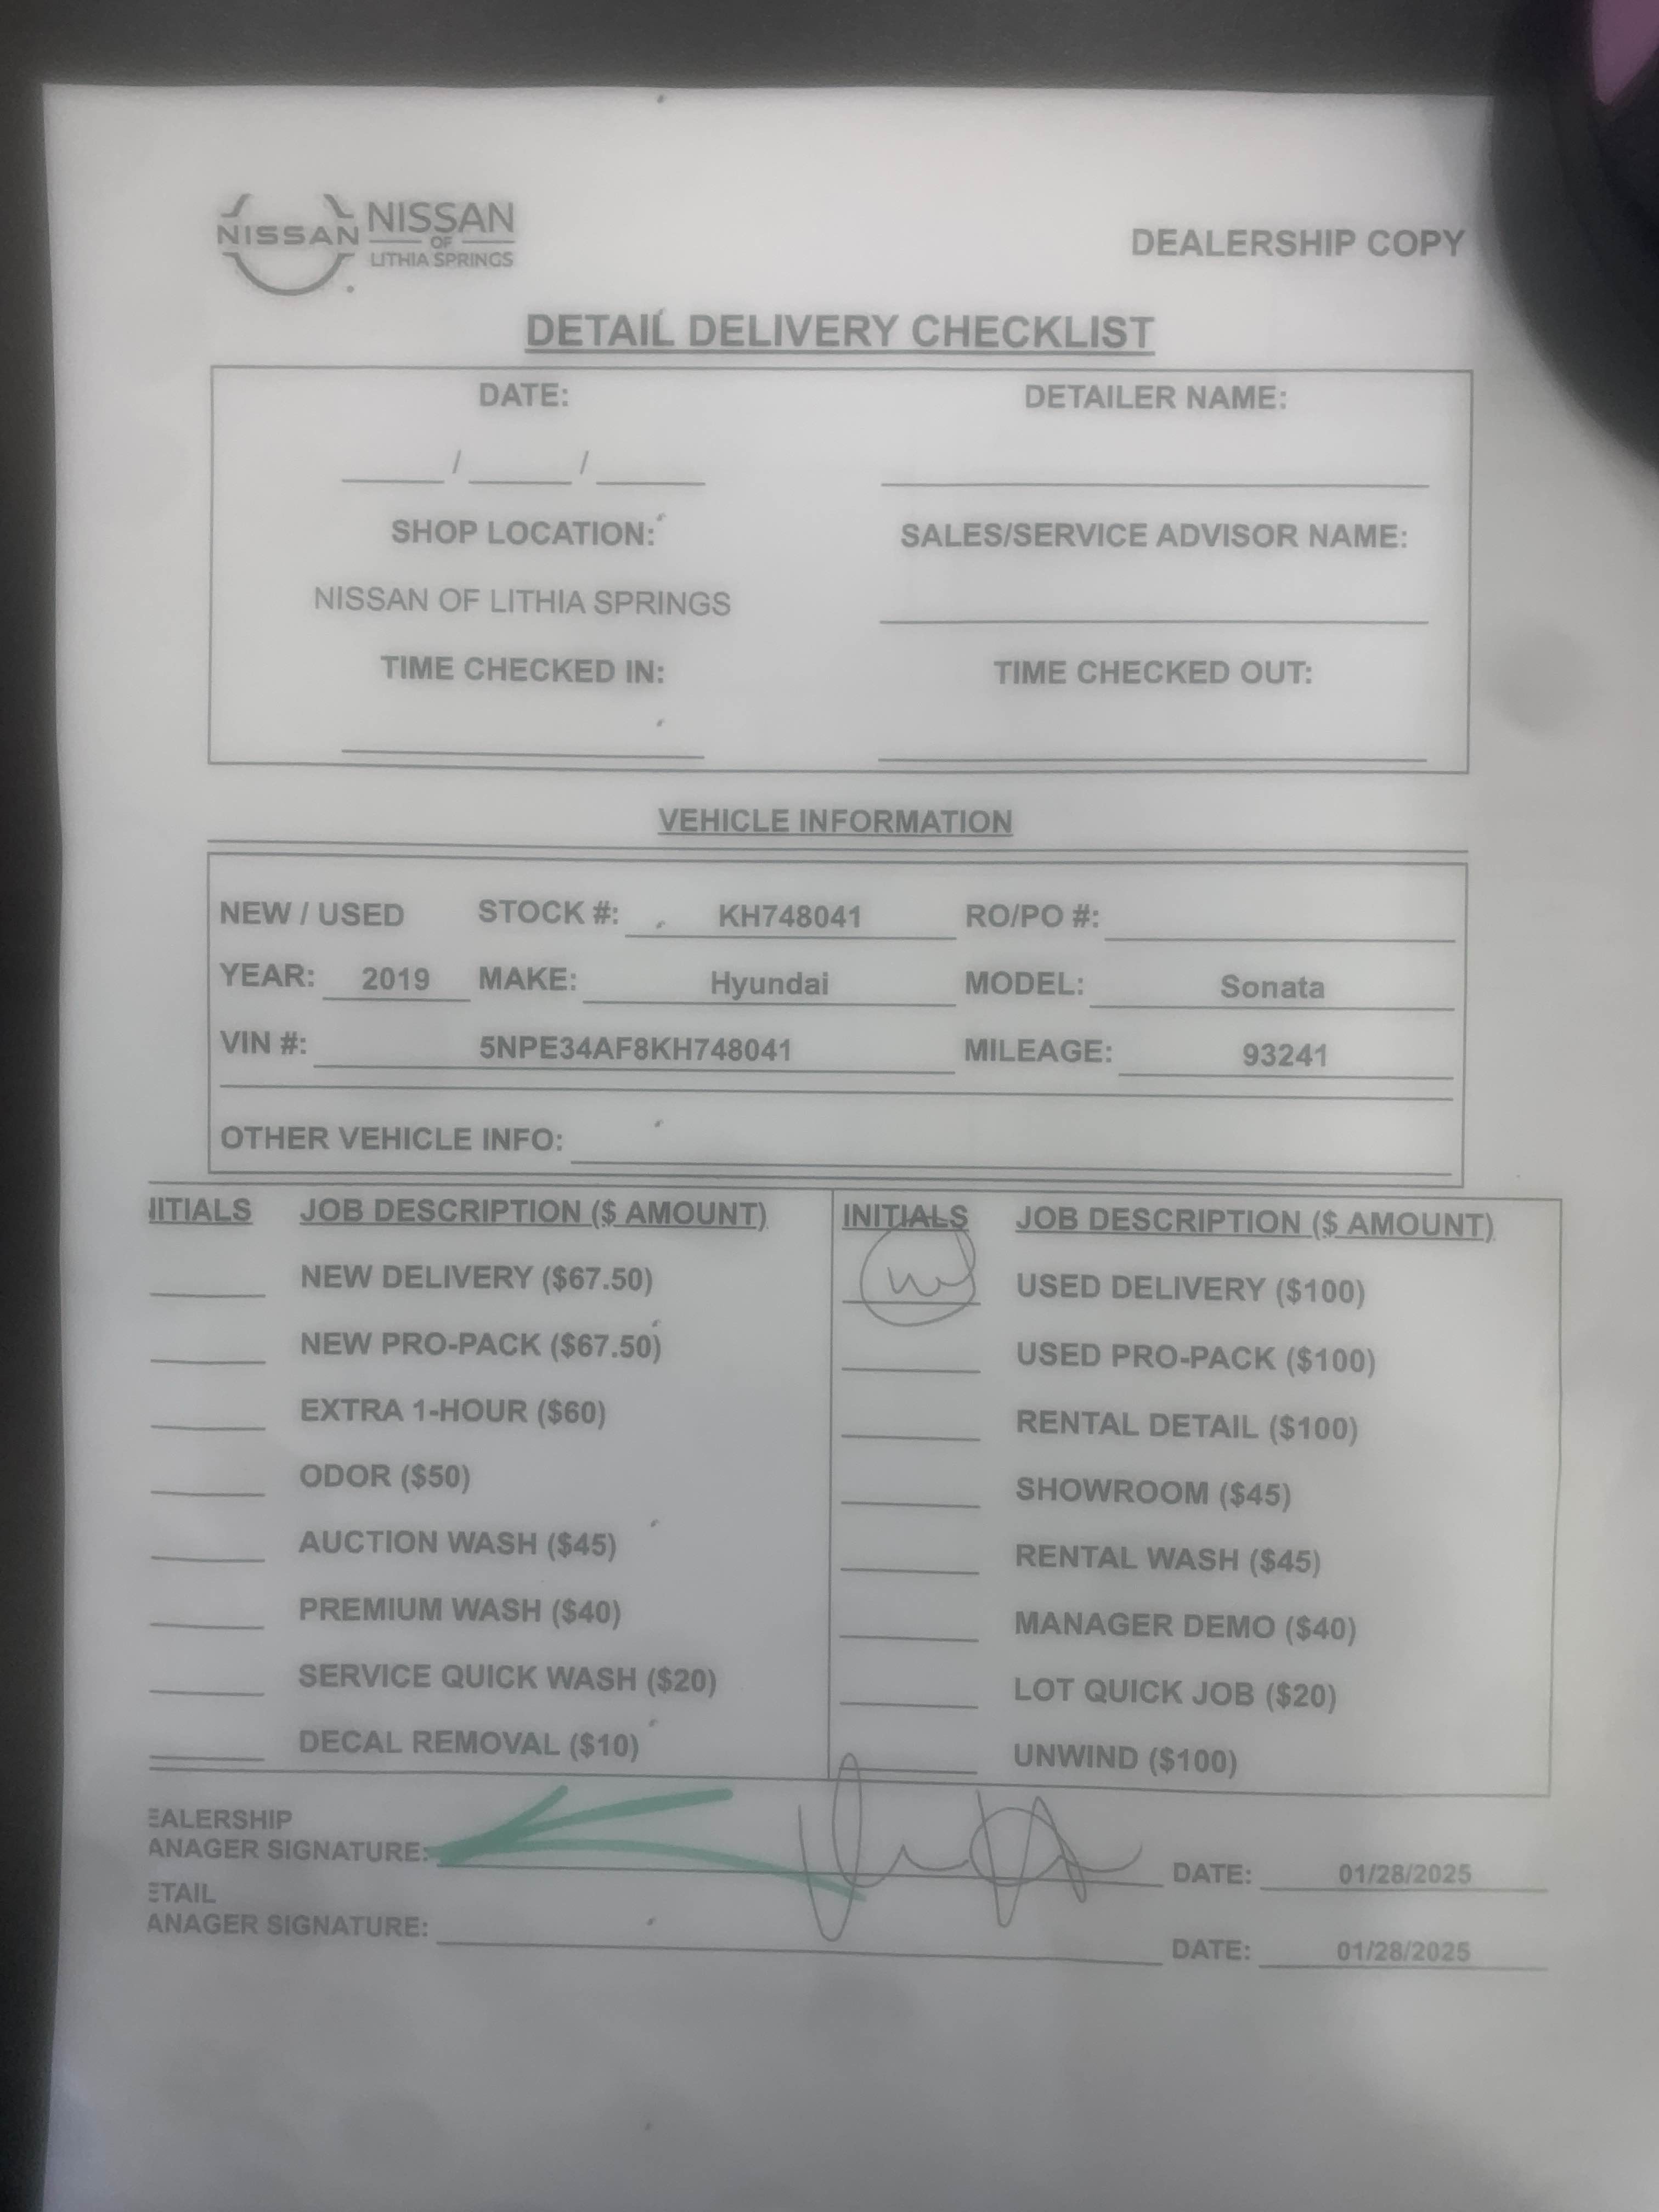 NISSAN NISSAN
OF
LITHIA SPRINGS
DEALERSHIP COPY
DETAIL DELIVERY CHECKLIST
DATE: DETAILER NAME:
/ /
SHOP LOCATION: SALES/SERVICE ADVISOR NAME:
NISSAN OF LITHIA SPRINGS
TIME CHECKED IN: TIME CHECKED OUT:
VEHICLE INFORMATION
NEW / USED STOCK #: KH748041 RO/PO #:
YEAR: 2019 MAKE: Hyundai MODEL: Sonata
VIN #: 5NPE34AF8KH748041 MILEAGE: 93241
OTHER VEHICLE INFO:
IITIALS JOB DESCRIPTION ($ AMOUNT) INITIALS JOB DESCRIPTION ($ AMOUNT)
NEW DELIVERY ($67.50) USED DELIVERY ($100)
NEW PRO-PACK ($67.50) USED PRO-PACK ($100)
EXTRA 1-HOUR ($60) RENTAL DETAIL ($100)
ODOR ($50) SHOWROOM ($45)
AUCTION WASH ($45) RENTAL WASH ($45)
PREMIUM WASH ($40) MANAGER DEMO ($40)
SERVICE QUICK WASH ($20) LOT QUICK JOB ($20)
DECAL REMOVAL ($10) UNWIND ($100)
EALERSHIP
ANAGER SIGNATURE: DATE: 01/28/2025
ETAIL
ANAGER SIGNATURE: DATE: 01/28/2025